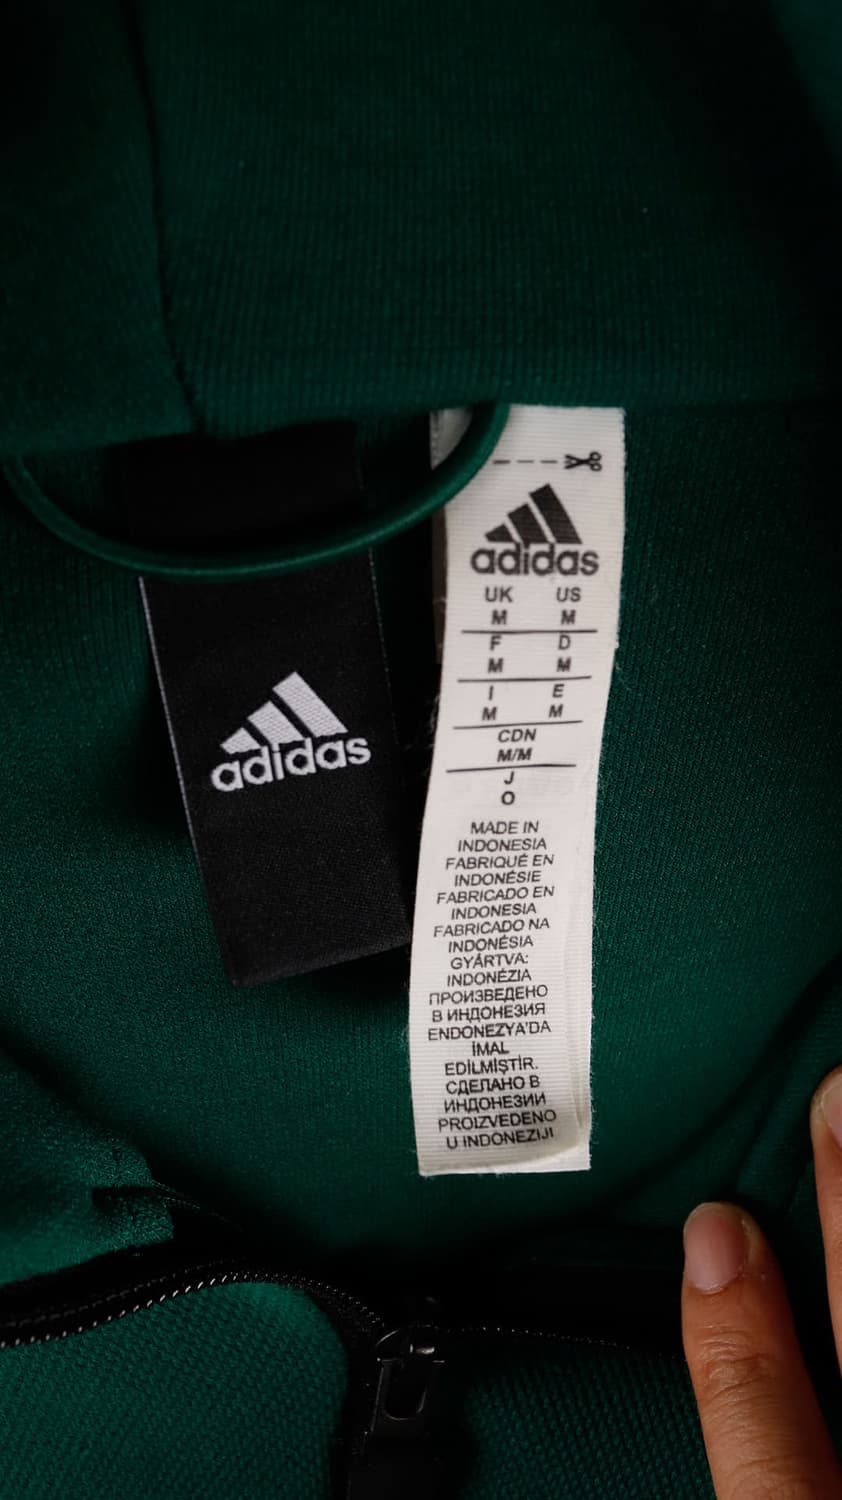 adidas
adidas
UK US
M M
F D
M M
I E
M M
CDN
M/M
J
O
MADE IN
INDONESIA
FABRIQUÉ EN
INDONÉSIE
FABRICADO EN
INDONESIA
FABRICADO NA
INDONÉSIA
GYÁRTVA:
INDONÉZIA
ПРОИЗВЕДЕНО
В ИНДОНЕЗИЯ
ENDONEZYA'DA
İMAL
EDİLMİŞTİR.
СДЕЛАНО В
ИНДОНЕЗИИ
PROIZVEDENO
U INDONEZIJI